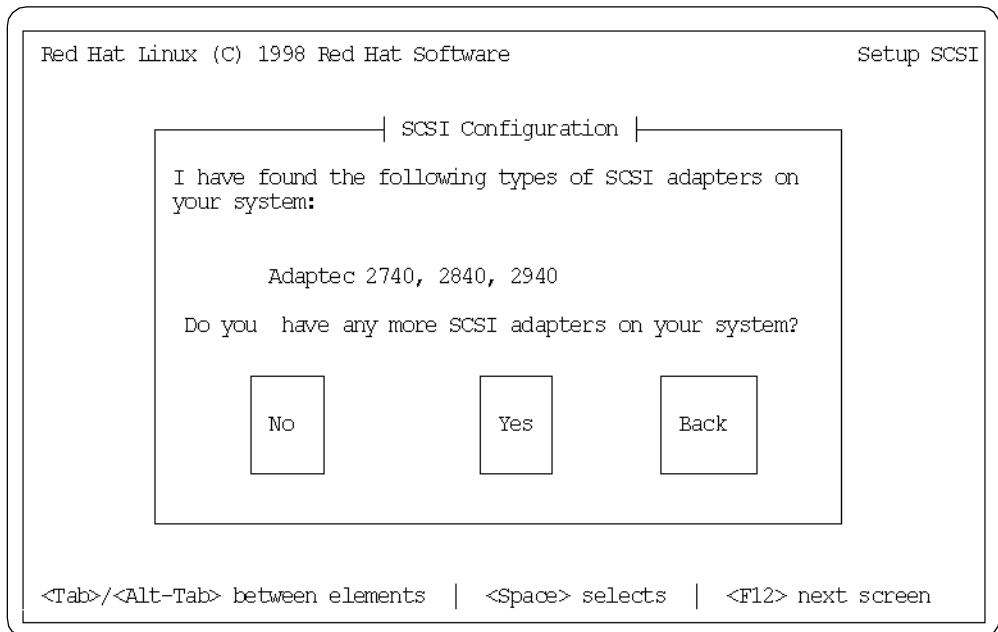 Red Hat Linux (C) 1998 Red Hat Software Setup SCSI
SCSI Configuration
I have found the following types of SCSI adapters on
your system:
Adaptec 2740, 2840, 2940
Do you have any more SCSI adapters on your system?
No Yes Back
<Tab>/<Alt-Tab> between elements | <Space> selects | <F12> next screen